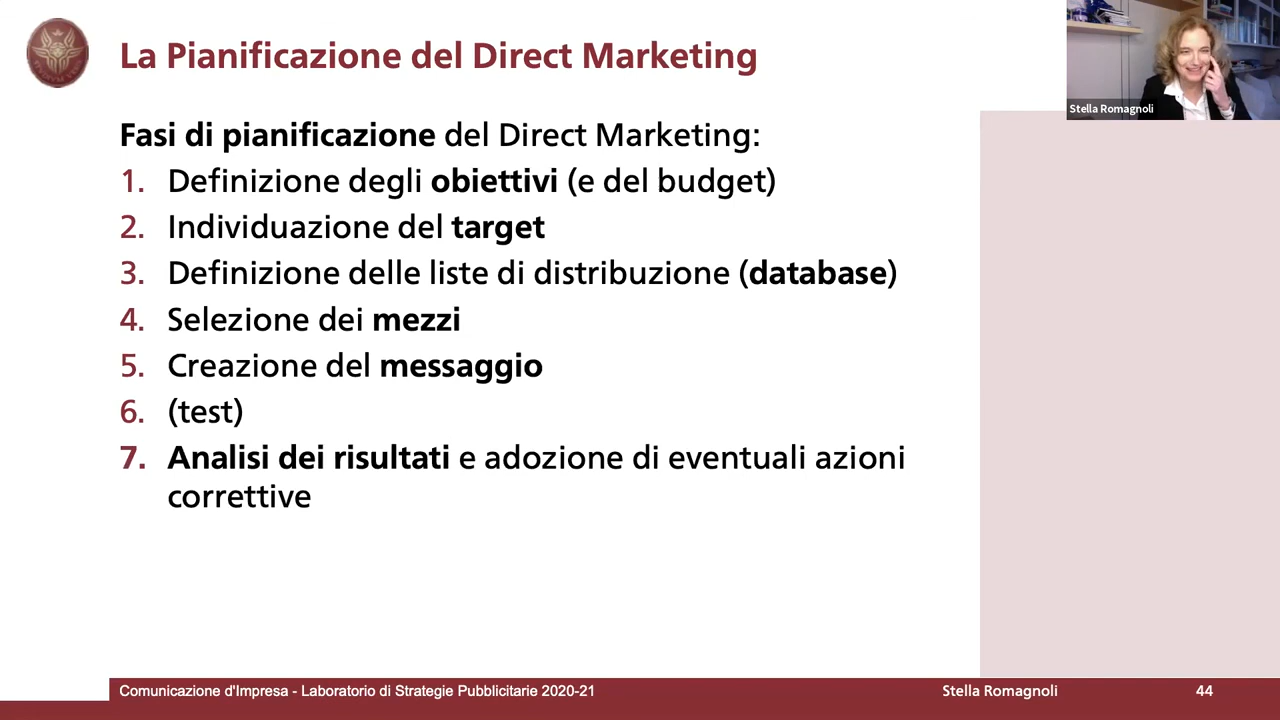 La Pianificazione del Direct Marketing
Stella Romagnoli
Fasi di pianificazione del Direct Marketing:
1. Definizione degli obiettivi (e del budget)
2. Individuazione del target
3. Definizione delle liste di distribuzione (database)
4. Selezione dei mezzi
5. Creazione del messaggio
6. (test)
7. Analisi dei risultati e adozione di eventuali azioni
correttive
Comunicazione d'Impresa - Laboratorio di Strategie Pubblicitarie 2020-21
Stella Romagnoli
44